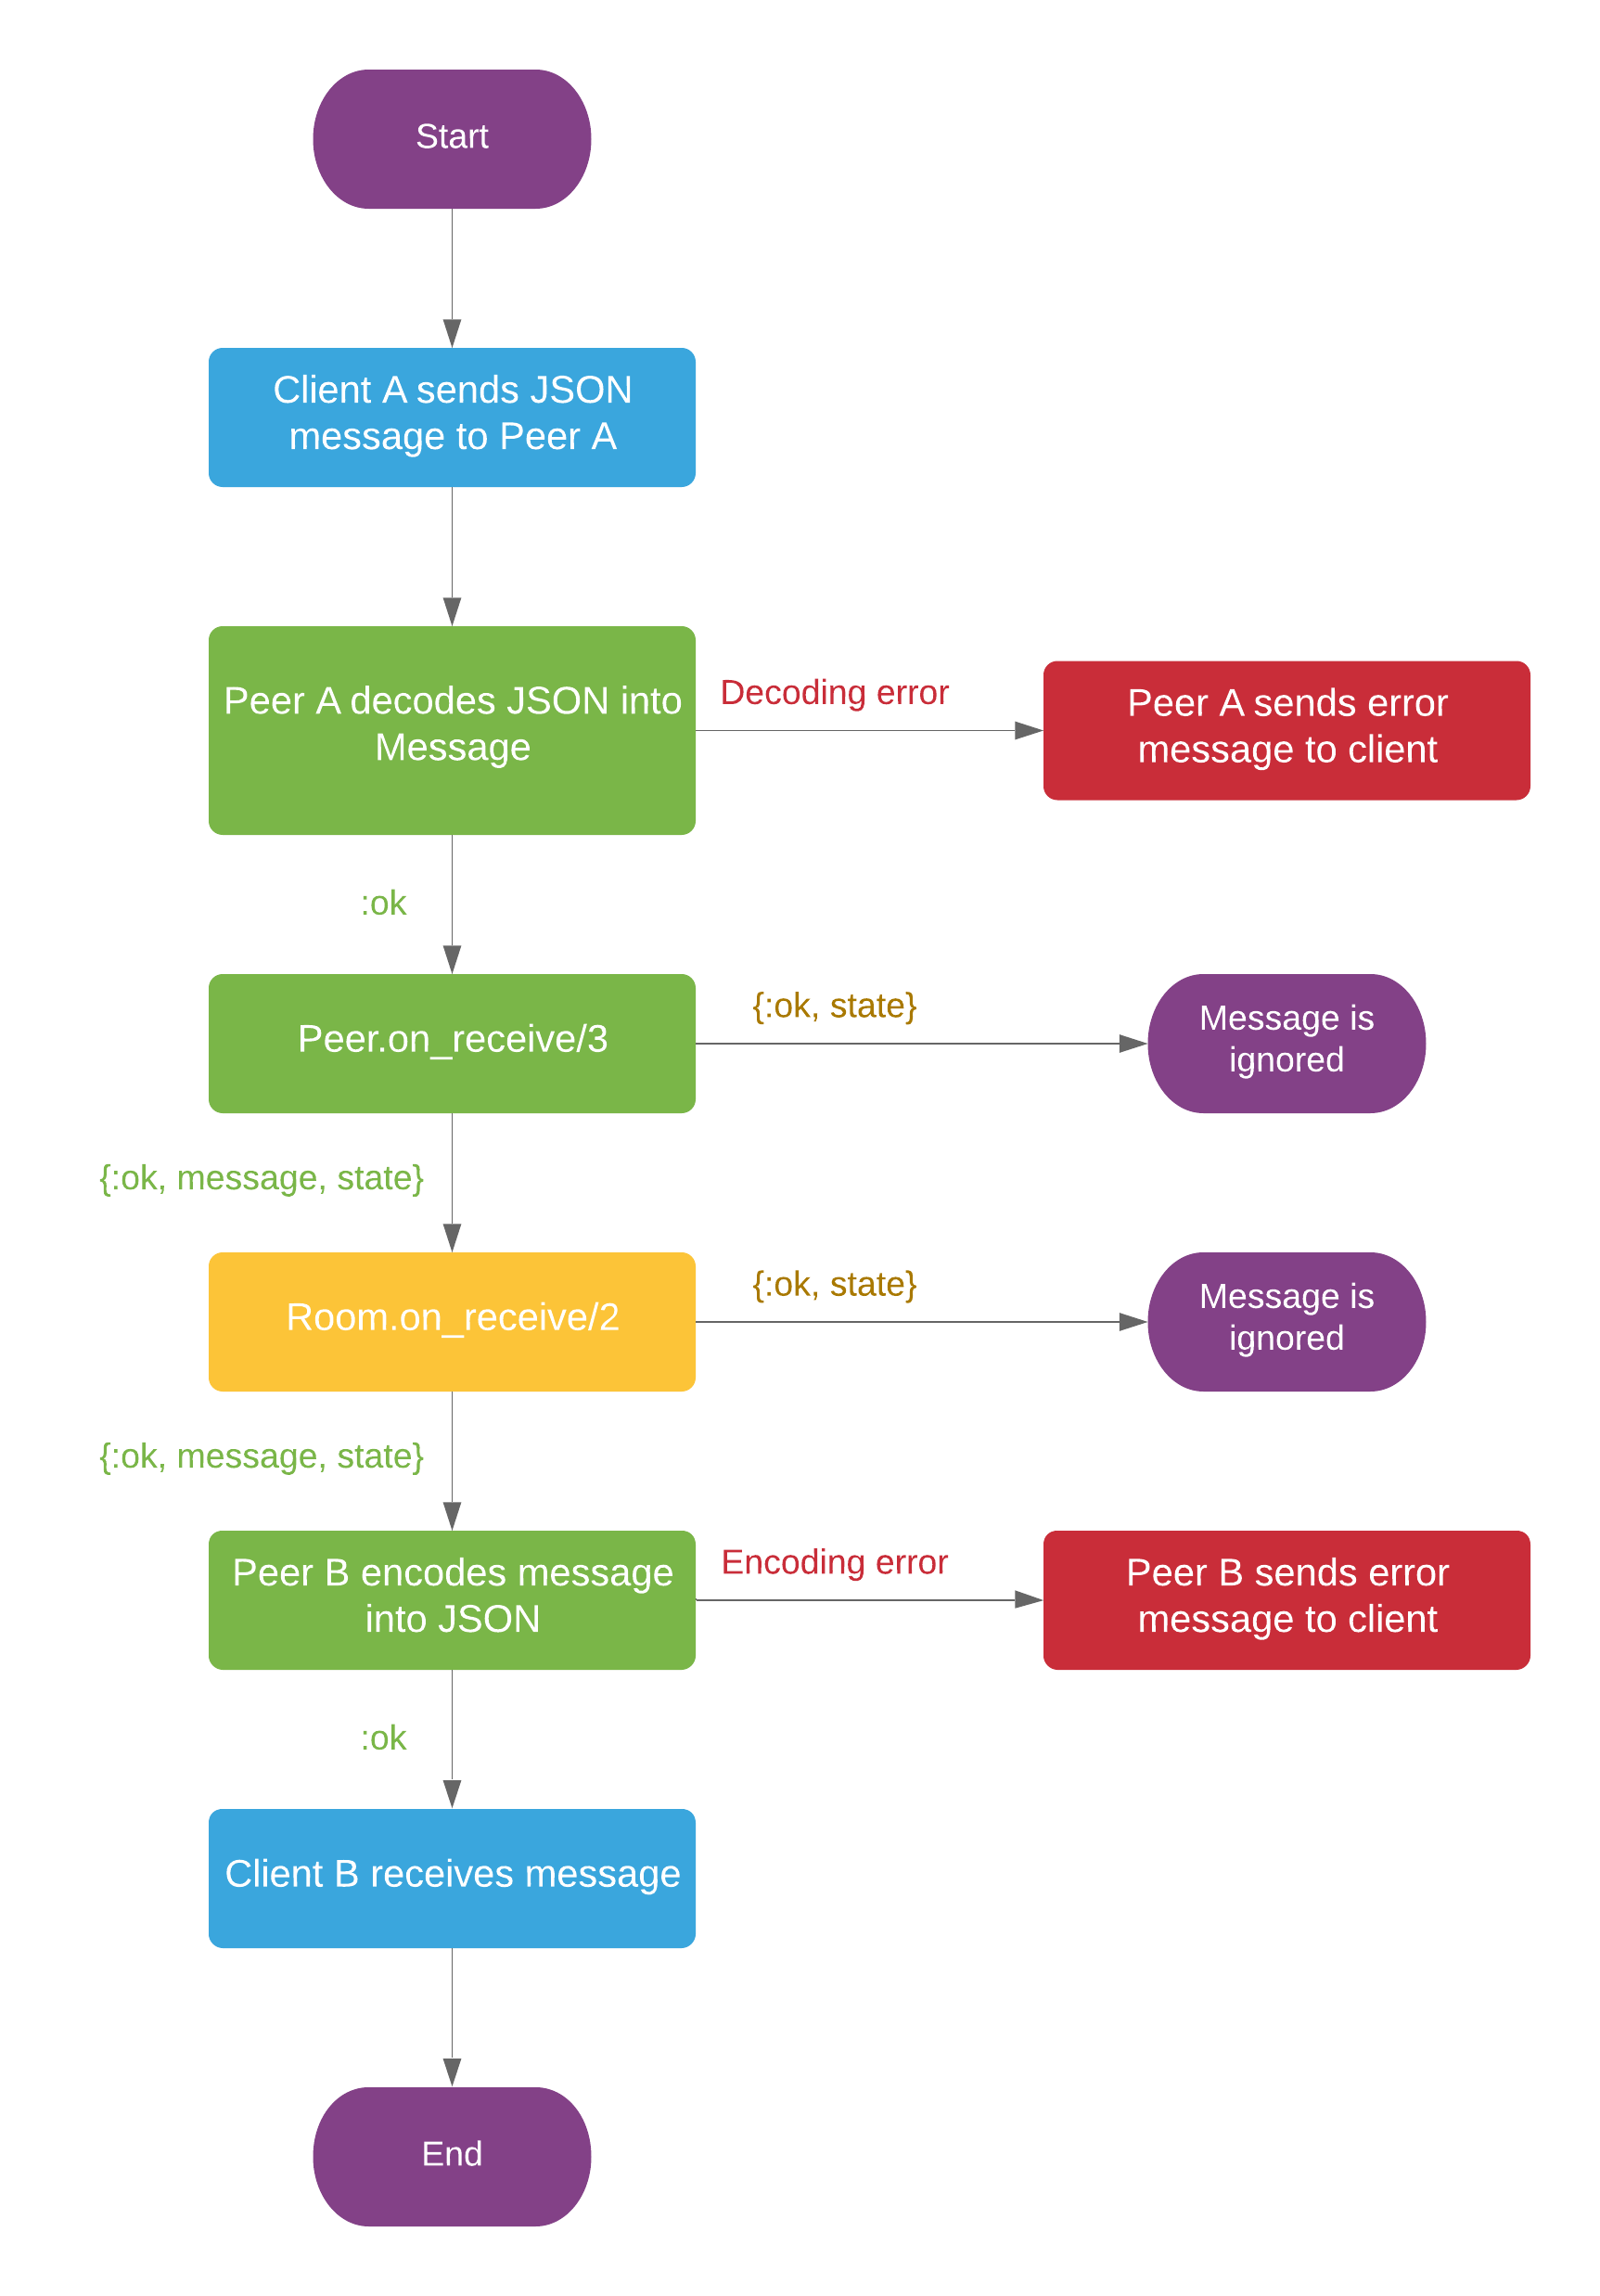 Start
Client A sends JSON
message to Peer A
Peer A decodes JSON into
Message
Decoding error
Peer A sends error
message to client
:ok
Peer.on_receive/3
{:ok, state}
Message is
ignored
{:ok, message, state}
Room.on_receive/2
{:ok, state}
Message is
ignored
{:ok, message, state}
Peer B encodes message
into JSON
Encoding error
Peer B sends error
message to client
:ok
Client B receives message
End